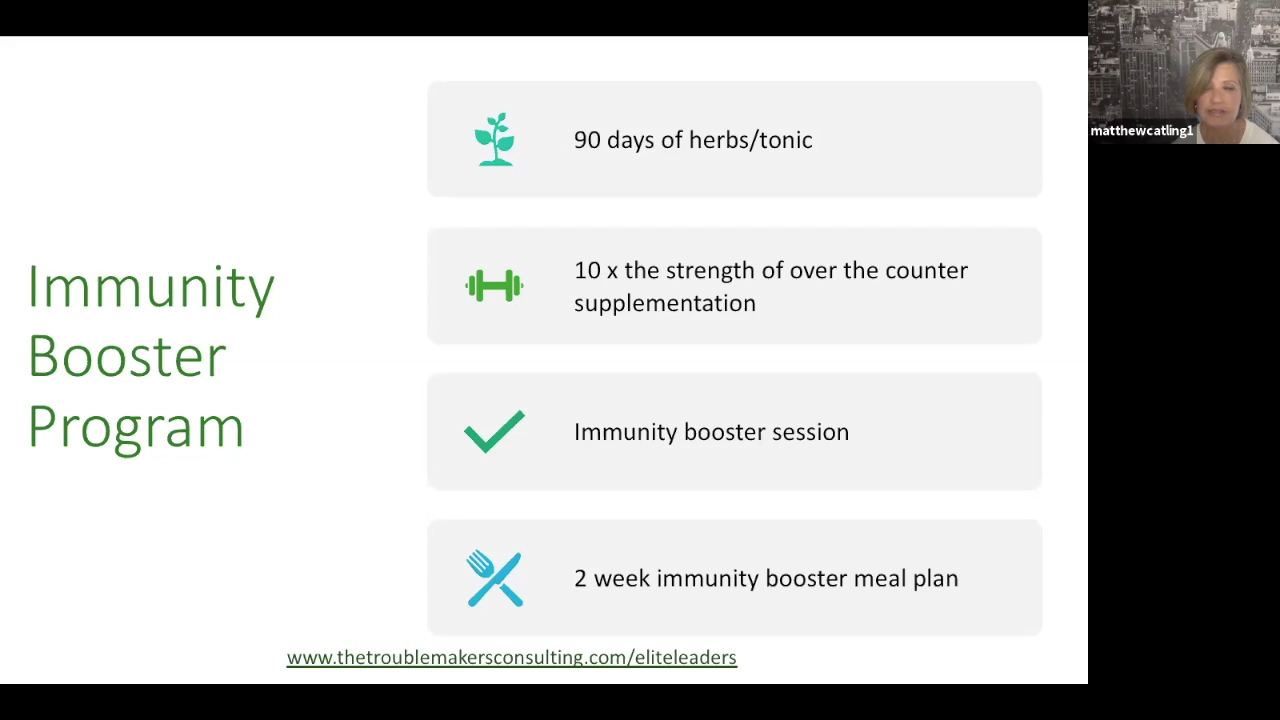 Immunity
Booster
Program
90 days of herbs/tonic
10 x the strength of over the counter
supplementation
Immunity booster session
2 week immunity booster meal plan
www.thetroublemakersconsulting.com/eliteleaders
matthewcatling1